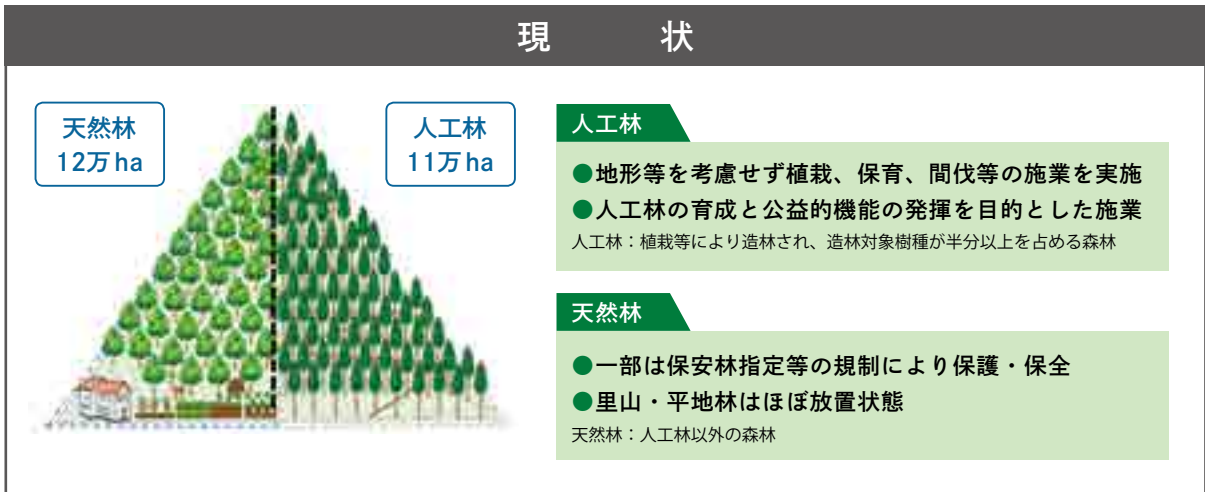 現状
天然林
12万ha
人工林
11万ha
人工林
●地形等を考慮せず植栽、保育、間伐等の施業を実施
●人工林の育成と公益的機能の発揮を目的とした施業
人工林：植栽等により造林され、造林対象樹種が半分以上を占める森林
天然林
●一部は保安林指定等の規制により保護・保全
●里山・平地林はほぼ放置状態
天然林：人工林以外の森林